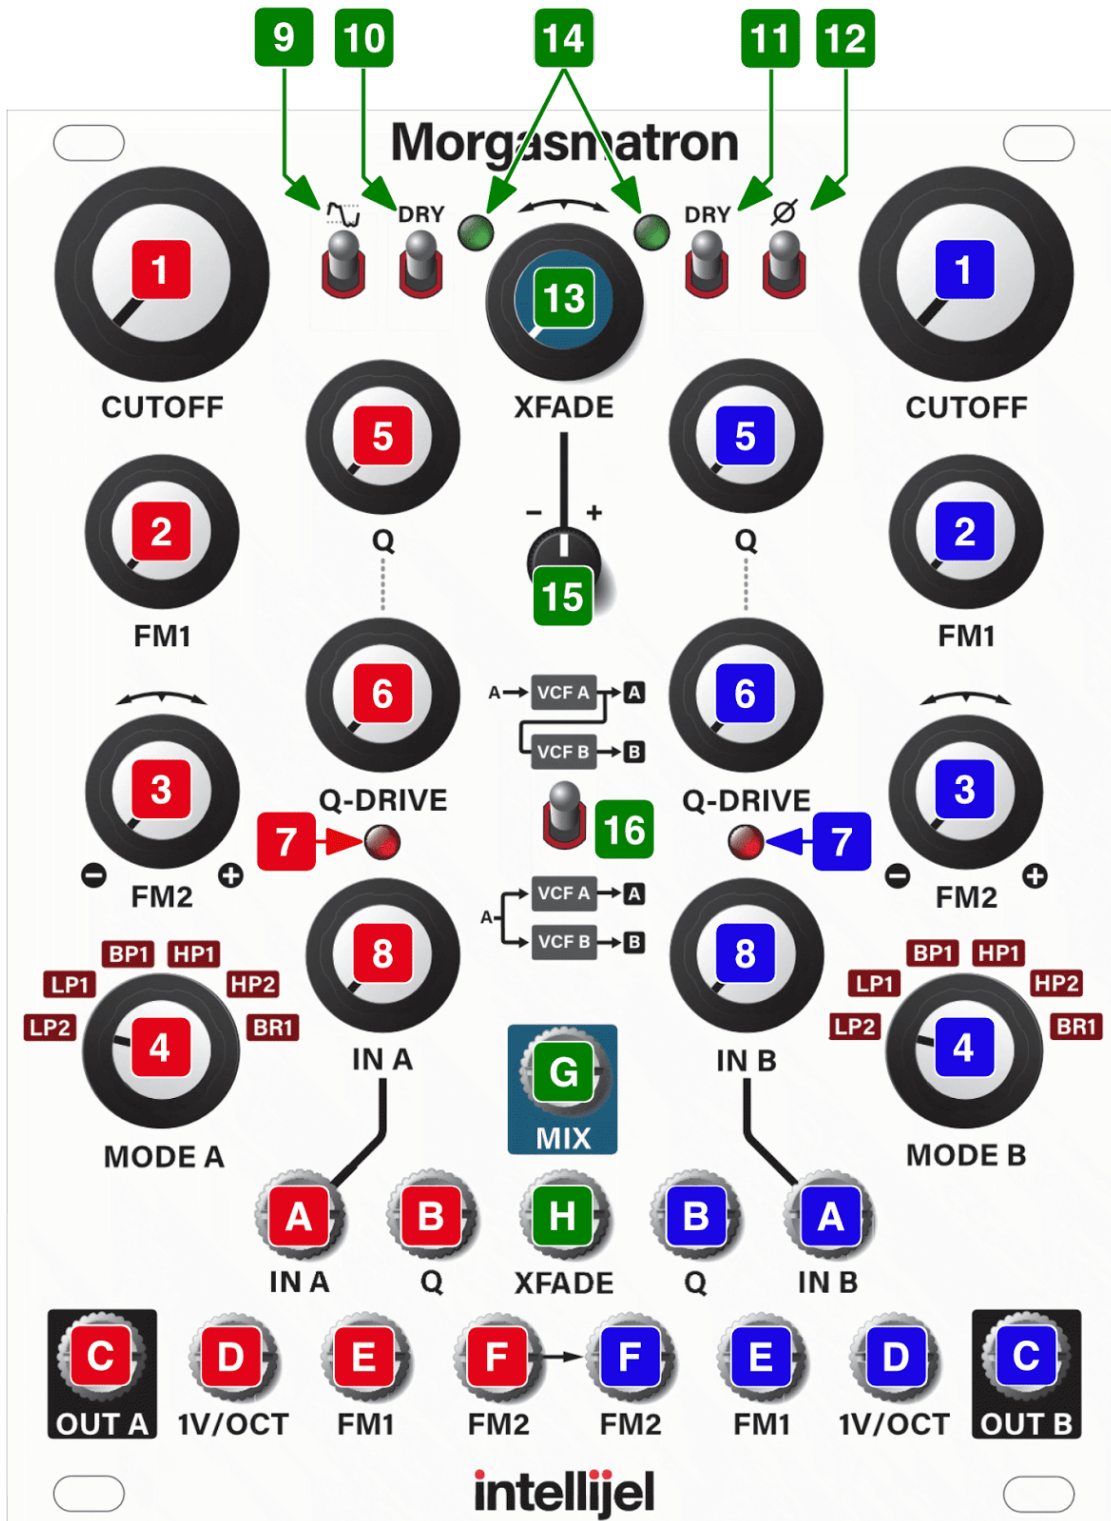 9 10 14 11 12
Morgasmatron
DRY DRY Ø
1 13 1
CUTOFF XFADE CUTOFF
5 5
− +
2 Q Q 2
15
FM1 FM1
6 A VCF A A 6
VCF B B
3 Q-DRIVE Q-DRIVE 3
7 16 7
− + − +
FM2 FM2
A VCF A A
VCF B B
8 8
BP1 HP1 BP1 HP1
LP1 HP2 LP1 HP2
LP2 BR1 LP2 BR1
4 4
IN A G IN B
MIX
MODE A MODE B
A B H B A
IN A Q XFADE Q IN B
C D E F F E D C
OUT A 1V/OCT FM1 FM2 FM2 FM1 1V/OCT OUT B
intellijel